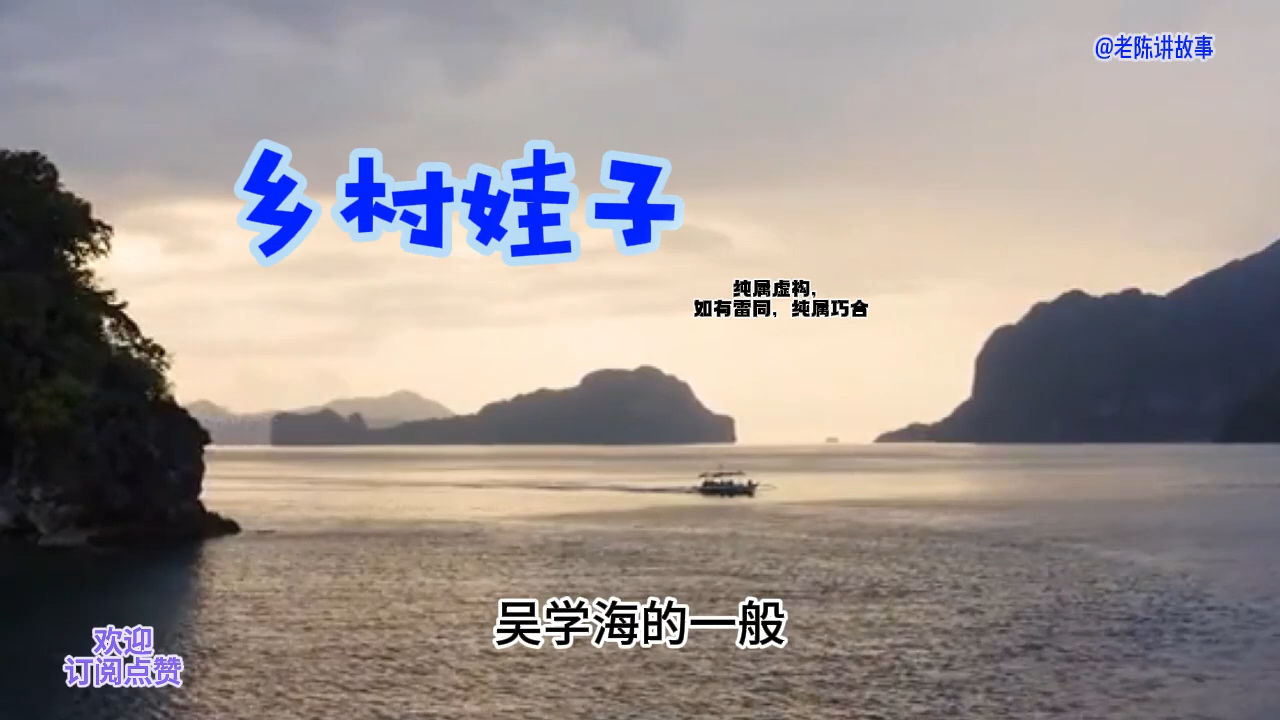 @老陈讲故事
乡村娃子
纯属虚构，
如有雷同，纯属巧合
吴学海的一般
欢迎
订阅点赞